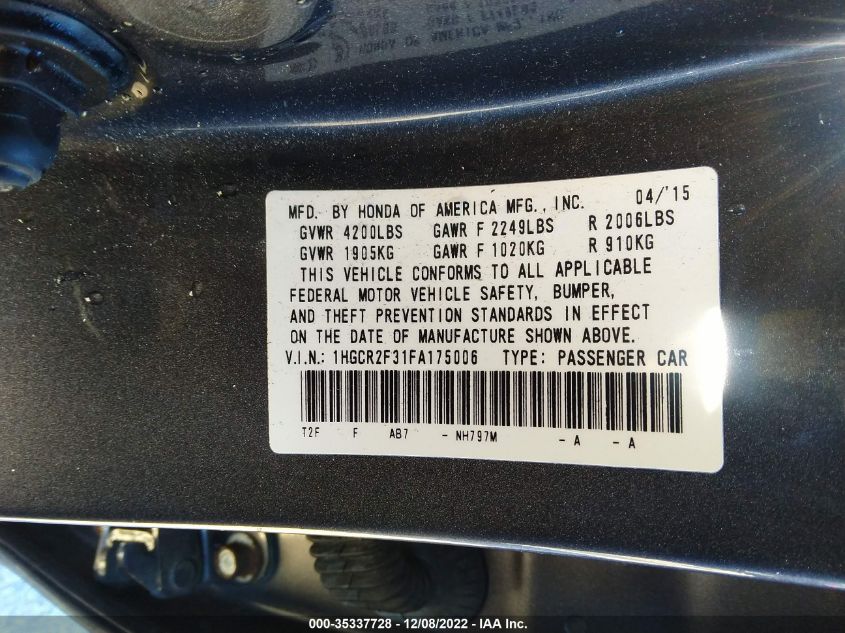 MFD. BY HONDA OF AMERICA MFG., INC. 04/'15
GVWR 4200LBS GAWR F 2249LBS R 2006LBS
GVWR 1905KG GAWR F 1020KG R 910KG
THIS VEHICLE CONFORMS TO ALL APPLICABLE
FEDERAL MOTOR VEHICLE SAFETY, BUMPER,
AND THEFT PREVENTION STANDARDS IN EFFECT
ON THE DATE OF MANUFACTURE SHOWN ABOVE.
V.I.N.: 1HGCR2F31FA175006 TYPE: PASSENGER CAR
T2F F AB7 - NH797M - A - A
000-35337728 - 12/08/2022 - IAA Inc.